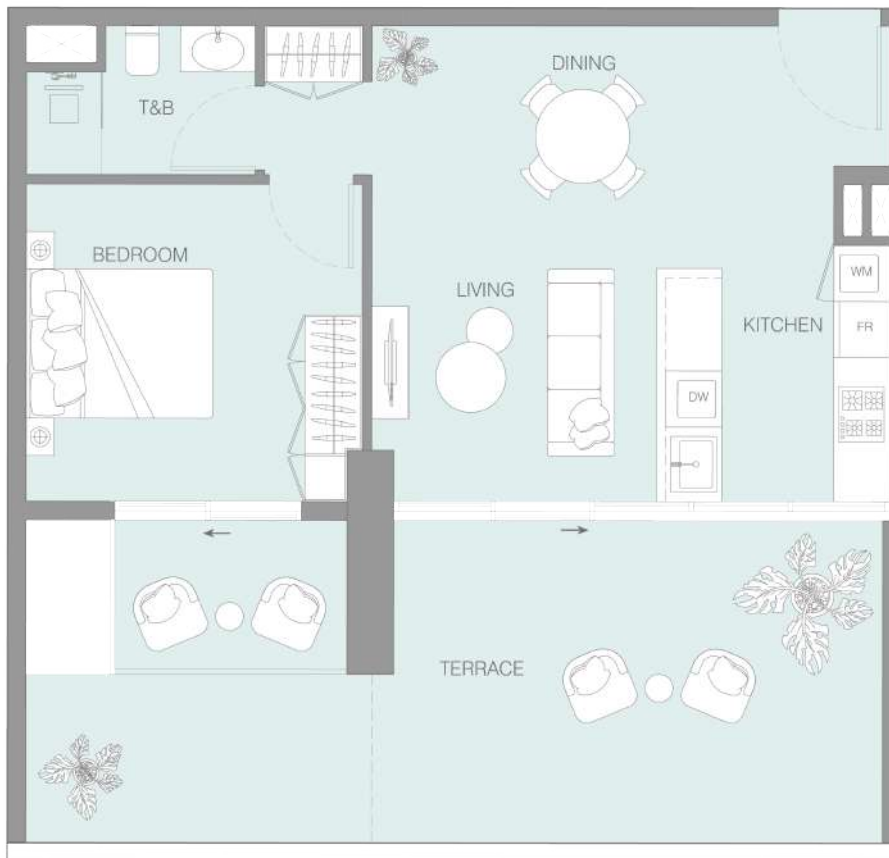 DINING
T&B
BEDROOM
LIVING
WM
KITCHEN
FR
DW
TERRACE